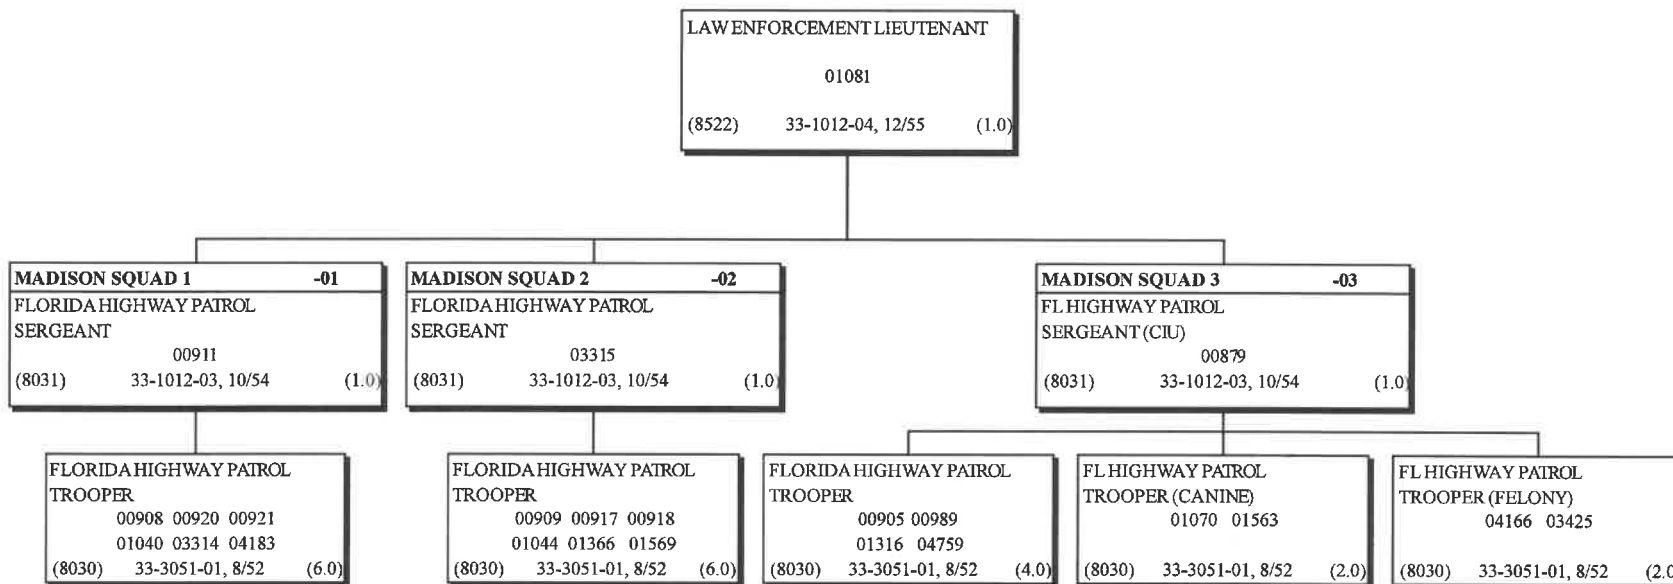 LAW ENFORCEMENT LIEUTENANT
01081
(8522) 33-1012-04, 12/55 (1.0)
MADISON SQUAD 1 -01
FLORIDA HIGHWAY PATROL
SERGEANT
00911
(8031) 33-1012-03, 10/54 (1.0)
MADISON SQUAD 2 -02
FLORIDA HIGHWAY PATROL
SERGEANT
03315
(8031) 33-1012-03, 10/54 (1.0)
MADISON SQUAD 3 -03
FL HIGHWAY PATROL
SERGEANT (CIU)
00879
(8031) 33-1012-03, 10/54 (1.0)
FLORIDA HIGHWAY PATROL
TROOPER
00908 00920 00921
01040 03314 04183
(8030) 33-3051-01, 8/52 (6.0)
FLORIDA HIGHWAY PATROL
TROOPER
00909 00917 00918
01044 01366 01569
(8030) 33-3051-01, 8/52 (6.0)
FLORIDA HIGHWAY PATROL
TROOPER
00905 00989
01316 04759
(8030) 33-3051-01, 8/52 (4.0)
FL HIGHWAY PATROL
TROOPER (CANINE)
01070 01563
(8030) 33-3051-01, 8/52 (2.0)
FL HIGHWAY PATROL
TROOPER (FELONY)
04166 03425
(8030) 33-3051-01, 8/52 (2.0